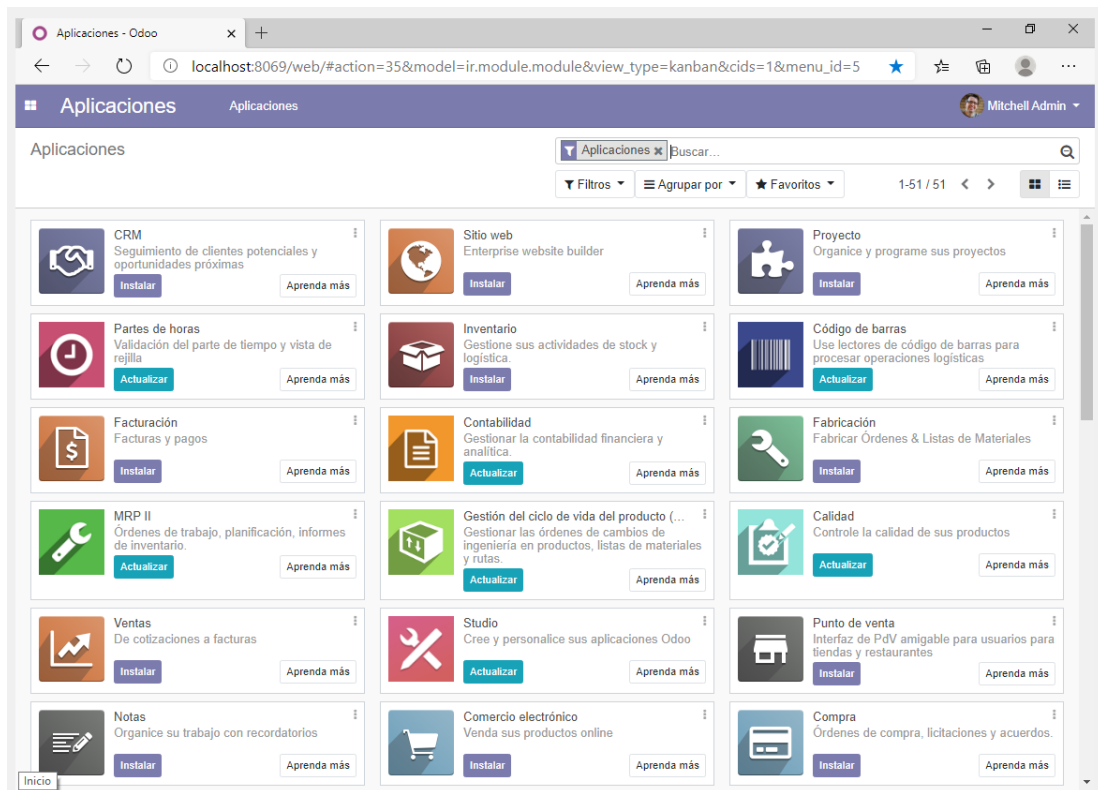 Aplicaciones - Odoo
localhost:8069/web/#action=35&model=ir.module.module&view_type=kanban&cids=1&menu_id=5
Aplicaciones
Aplicaciones
Mitchell Admin
Aplicaciones
Aplicaciones
Buscar...
Filtros
Agrupar por
Favoritos
1-51 / 51
CRM
Seguimiento de clientes potenciales y
oportunidades próximas
Instalar
Aprenda más
Sitio web
Enterprise website builder
Instalar
Aprenda más
Proyecto
Organice y programe sus proyectos
Instalar
Aprenda más
Partes de horas
Validación del parte de tiempo y vista de
rejilla
Actualizar
Aprenda más
Inventario
Gestione sus actividades de stock y
logística.
Instalar
Aprenda más
Código de barras
Use lectores de código de barras para
procesar operaciones logísticas
Actualizar
Aprenda más
Facturación
Facturas y pagos
Instalar
Aprenda más
Contabilidad
Gestionar la contabilidad financiera y
analítica.
Actualizar
Aprenda más
Fabricación
Fabricar Órdenes & Listas de Materiales
Instalar
Aprenda más
MRP II
Órdenes de trabajo, planificación, informes
de inventario.
Actualizar
Aprenda más
Gestión del ciclo de vida del producto (...
Gestionar las órdenes de cambios de
ingeniería en productos, listas de materiales
y rutas.
Actualizar
Aprenda más
Calidad
Controle la calidad de sus productos
Actualizar
Aprenda más
Ventas
De cotizaciones a facturas
Instalar
Aprenda más
Studio
Cree y personalice sus aplicaciones Odoo
Actualizar
Aprenda más
Punto de venta
Interfaz de PdV amigable para usuarios para
tiendas y restaurantes
Instalar
Aprenda más
Notas
Organice su trabajo con recordatorios
Instalar
Aprenda más
Comercio electrónico
Venda sus productos online
Instalar
Aprenda más
Compra
Órdenes de compra, licitaciones y acuerdos.
Instalar
Aprenda más
Inicio